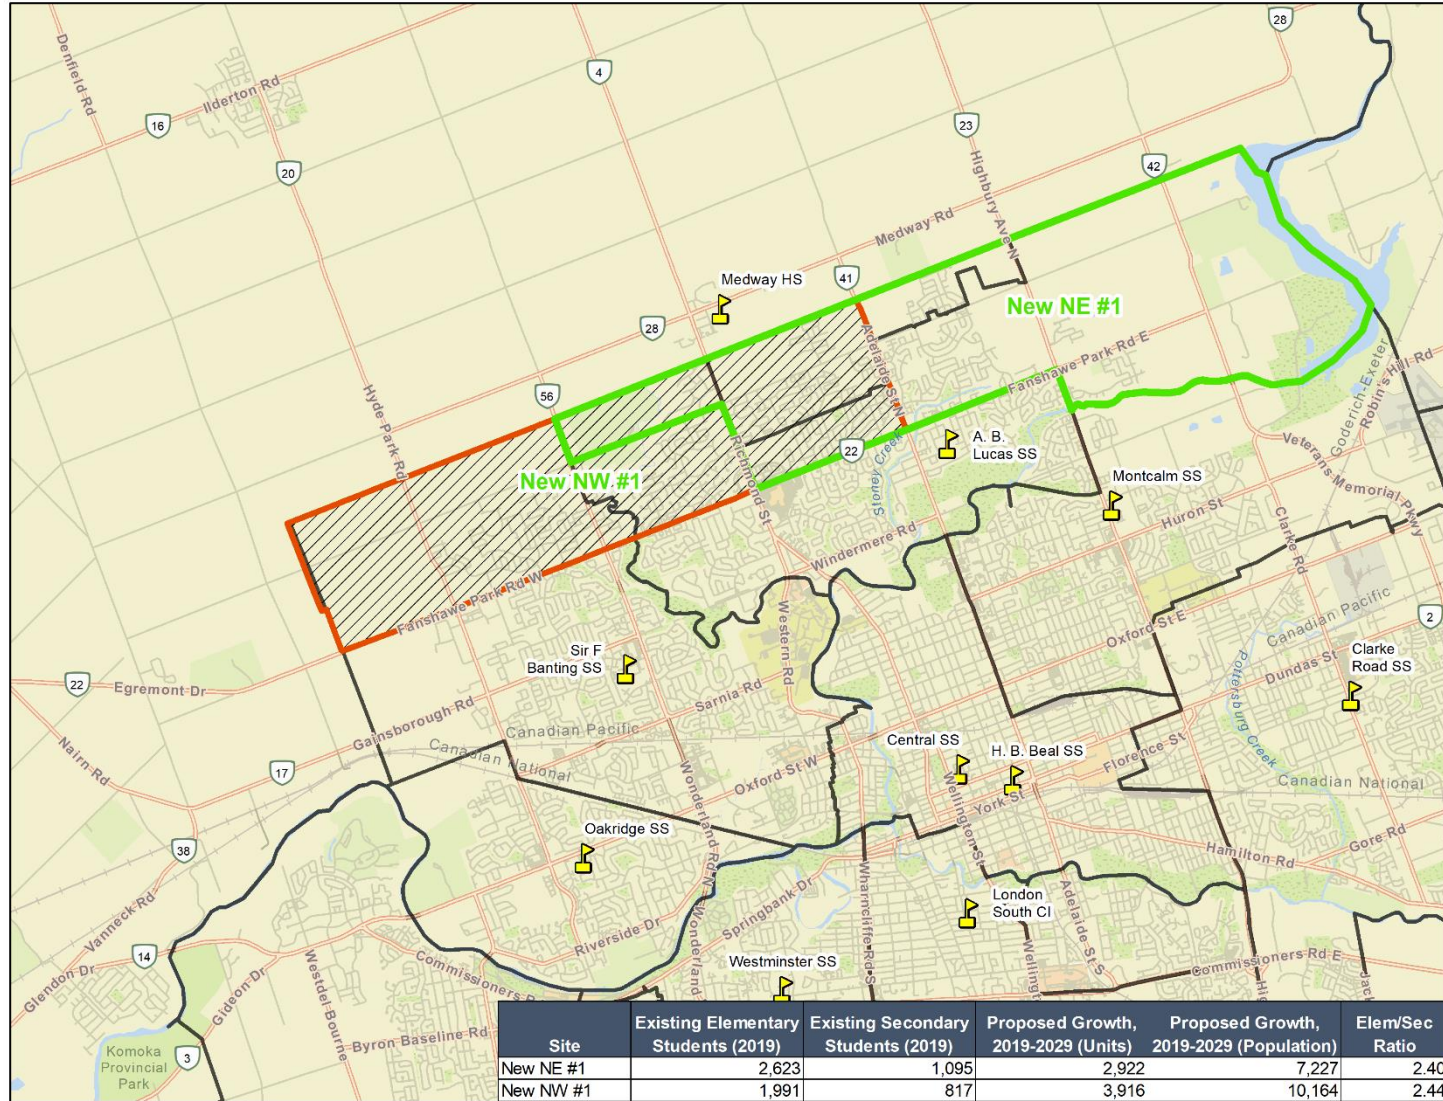 28
Denfield Rd
4
Ilderton Rd
16
23
Highbury Ave N
42
20
Medway Rd
Medway HS
41
New NE #1
28
Adelaide St N
Fanshawe Park Rd E
Goderich-Exeter
Robin's Hill Rd
Hyde Park Rd
56
Richmond St
22
Stoney Creek
A. B.
Lucas SS
New NW #1
Veterans Memorial Pkwy
Montcalm SS
Huron St
Windermere Rd
Clarke Rd
Fanshawe Park Rd W
Western Rd
Oxford St E
Canadian Pacific
2
Sir F
Banting SS
Clarke
Road SS
Dundas St
22
Egremont Dr
Sarnia Rd
Pottersburg Creek
Gainsborough Rd
Canadian Pacific
Nairn Rd
Canadian National
Central SS
H. B. Beal SS
Florence St
17
Oxford St W
Canadian National
Wonderland Rd N
Wellington St
York St
Oakridge SS
38
Gore Rd
Hamilton Rd
Vanneck Rd
Springbank Dr
Wharncliffe Rd S
London
South CI
Adelaide St S
Riverside Dr
Wonderland
14
Glendon Dr
Gideon Dr
Westdel Bourne
Commissioners R
Westminster SS
Wellingt
Commissioners Rd E
Hig
Jack
Byron Baseline Rd
Komoka
Provincial
Park
3
Site Existing Elementary Students (2019) Existing Secondary Students (2019) Proposed Growth, 2019-2029 (Units) Proposed Growth, 2019-2029 (Population) Elem/Sec Ratio
New NE #1 2,623 1,095 2,922 7,227 2.40
New NW #1 1,991 817 3,916 10,164 2.44